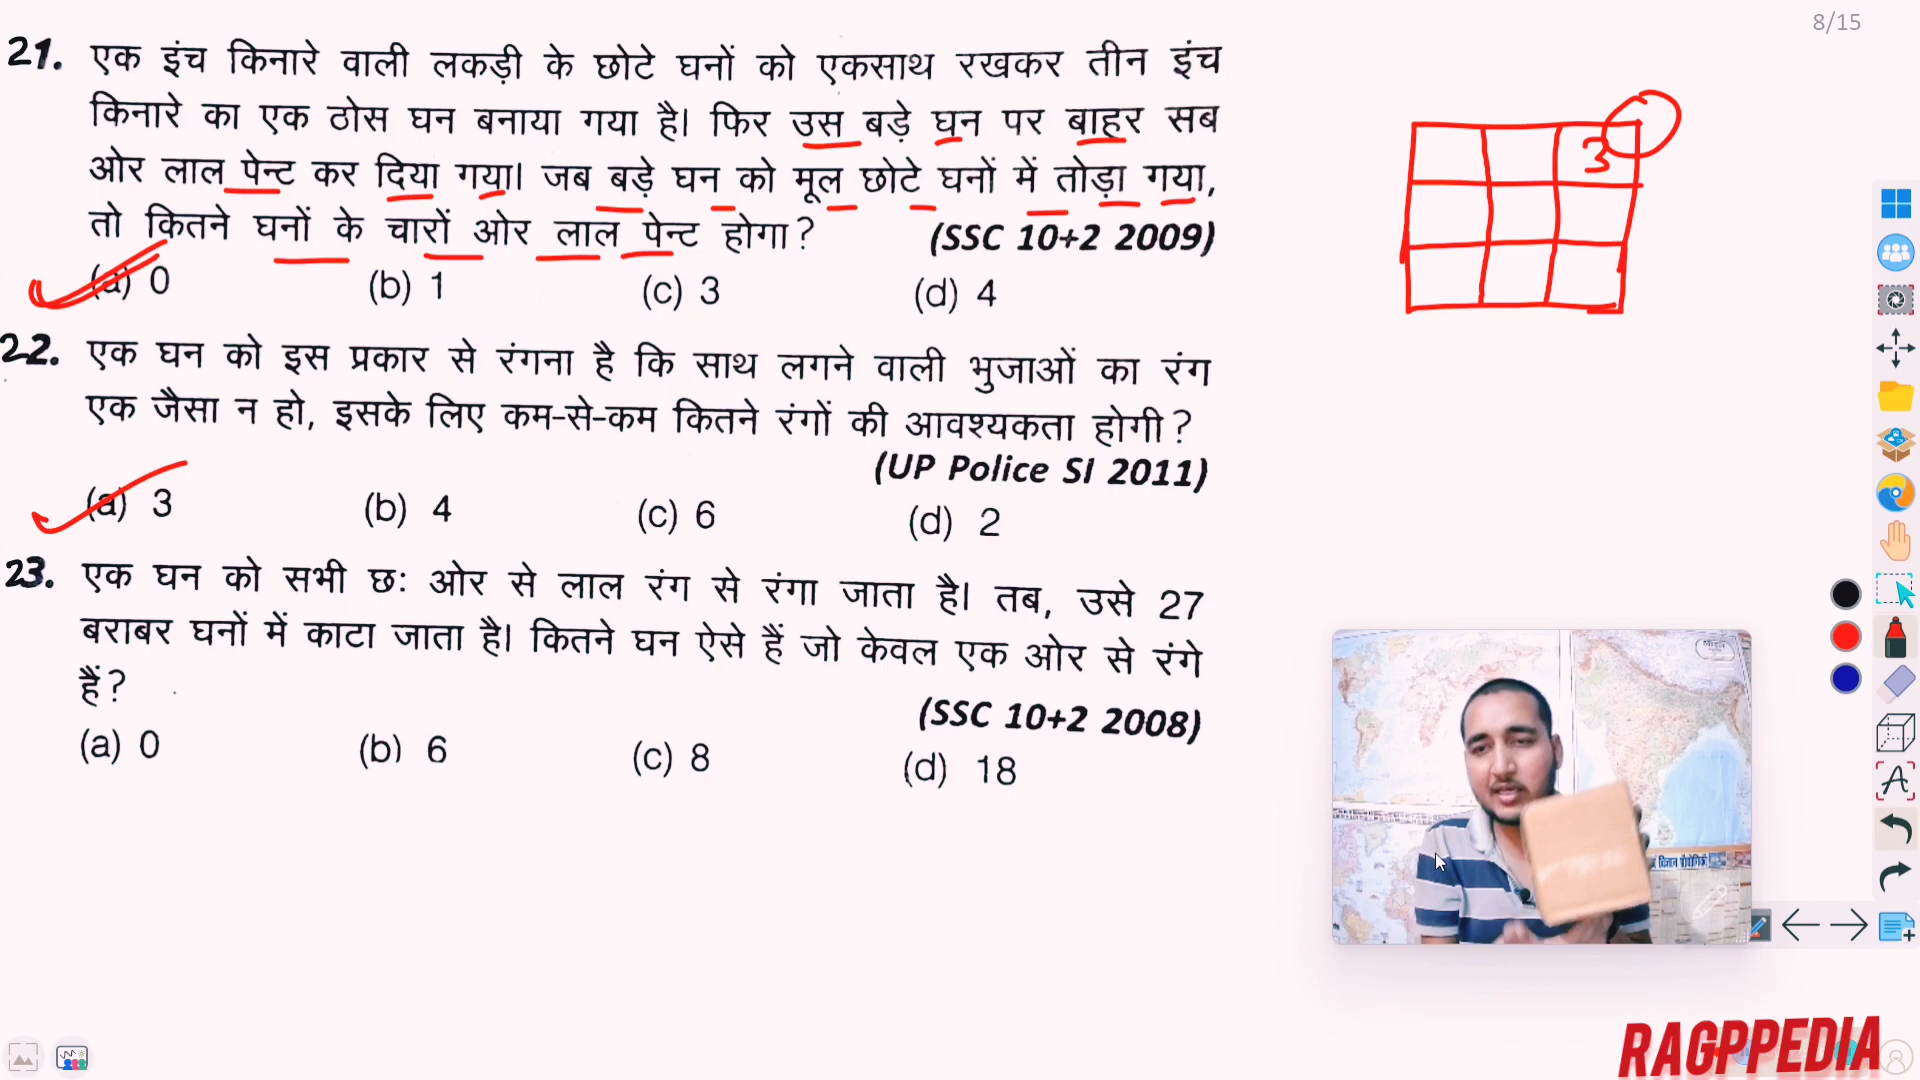 8/15
21. एक इंच किनारे वाली लकड़ी के छोटे घनों को एकसाथ रखकर तीन इंच
किनारे का एक ठोस घन बनाया गया है। फिर उस बड़े घन पर बाहर सब
ओर लाल पेन्ट कर दिया गया। जब बड़े घन को मूल छोटे घनों में तोड़ा गया,
तो कितने घनों के चारों ओर लाल पेन्ट होगा? (SSC 10+2 2009)
(a) 0 (b) 1 (c) 3 (d) 4
22. एक घन को इस प्रकार से रंगना है कि साथ लगने वाली भुजाओं का रंग
एक जैसा न हो, इसके लिए कम-से-कम कितने रंगों की आवश्यकता होगी?
(UP Police SI 2011)
(a) 3 (b) 4 (c) 6 (d) 2
23. एक घन को सभी छः ओर से लाल रंग से रंगा जाता है। तब, उसे 27
बराबर घनों में काटा जाता है। कितने घन ऐसे हैं जो केवल एक ओर से रंगे
हैं?
(SSC 10+2 2008)
(a) 0 (b) 6 (c) 8 (d) 18
3
RAGPPEDIA